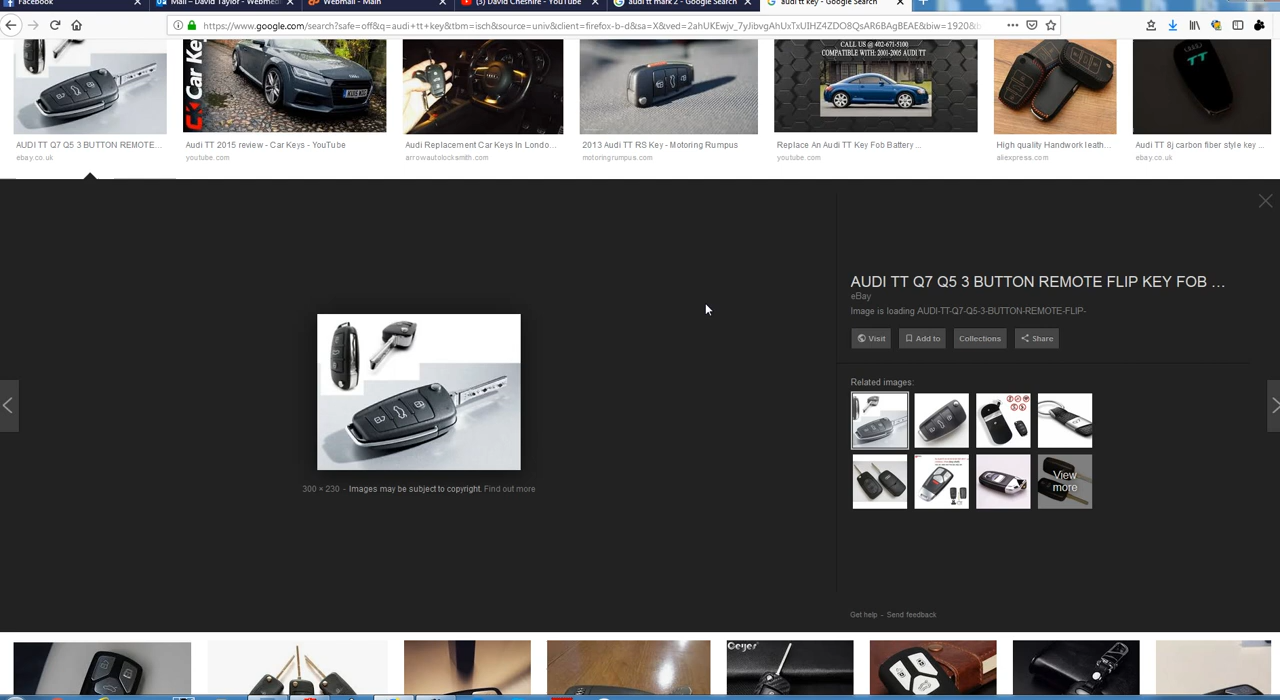 Facebook
Mail – David Taylor - Webmed
Webmail - Main
(5) David Cheshire - YouTube
audi tt mark 2 - Google Search
audi tt key - Google Search
https://www.google.com/search?safe=off&q=audi+tt+key&tbm=isch&source=univ&client=firefox-b-d&sa=X&ved=
Car Key
CALL US @ 402-671-5100
COMPATIBLE WITH: 2001-2005 AUDI TT
TT
AUDI TT Q7 Q5 3 BUTTON REMOTE...
ebay.co.uk
Audi TT 2015 review - Car Keys - YouTube
youtube.com
Audi Replacement Car Keys In Londo...
arrowautolocksmith.com
2013 Audi TT RS Key - Motoring Rumpus
motoringrumpus.com
Replace An Audi TT Key Fob Battery ...
youtube.com
High quality Handwork leath...
aliexpress.com
Audi TT 8j carbon fiber style key ...
ebay.co.uk
AUDI TT Q7 Q5 3 BUTTON REMOTE FLIP KEY FOB ...
eBay
Image is loading AUDI-TT-Q7-Q5-3-BUTTON-REMOTE-FLIP-
Visit
Add to
Collections
Share
Related images:
View more
300 × 230 - Images may be subject to copyright. Find out more
Get help - Send feedback
Geyer